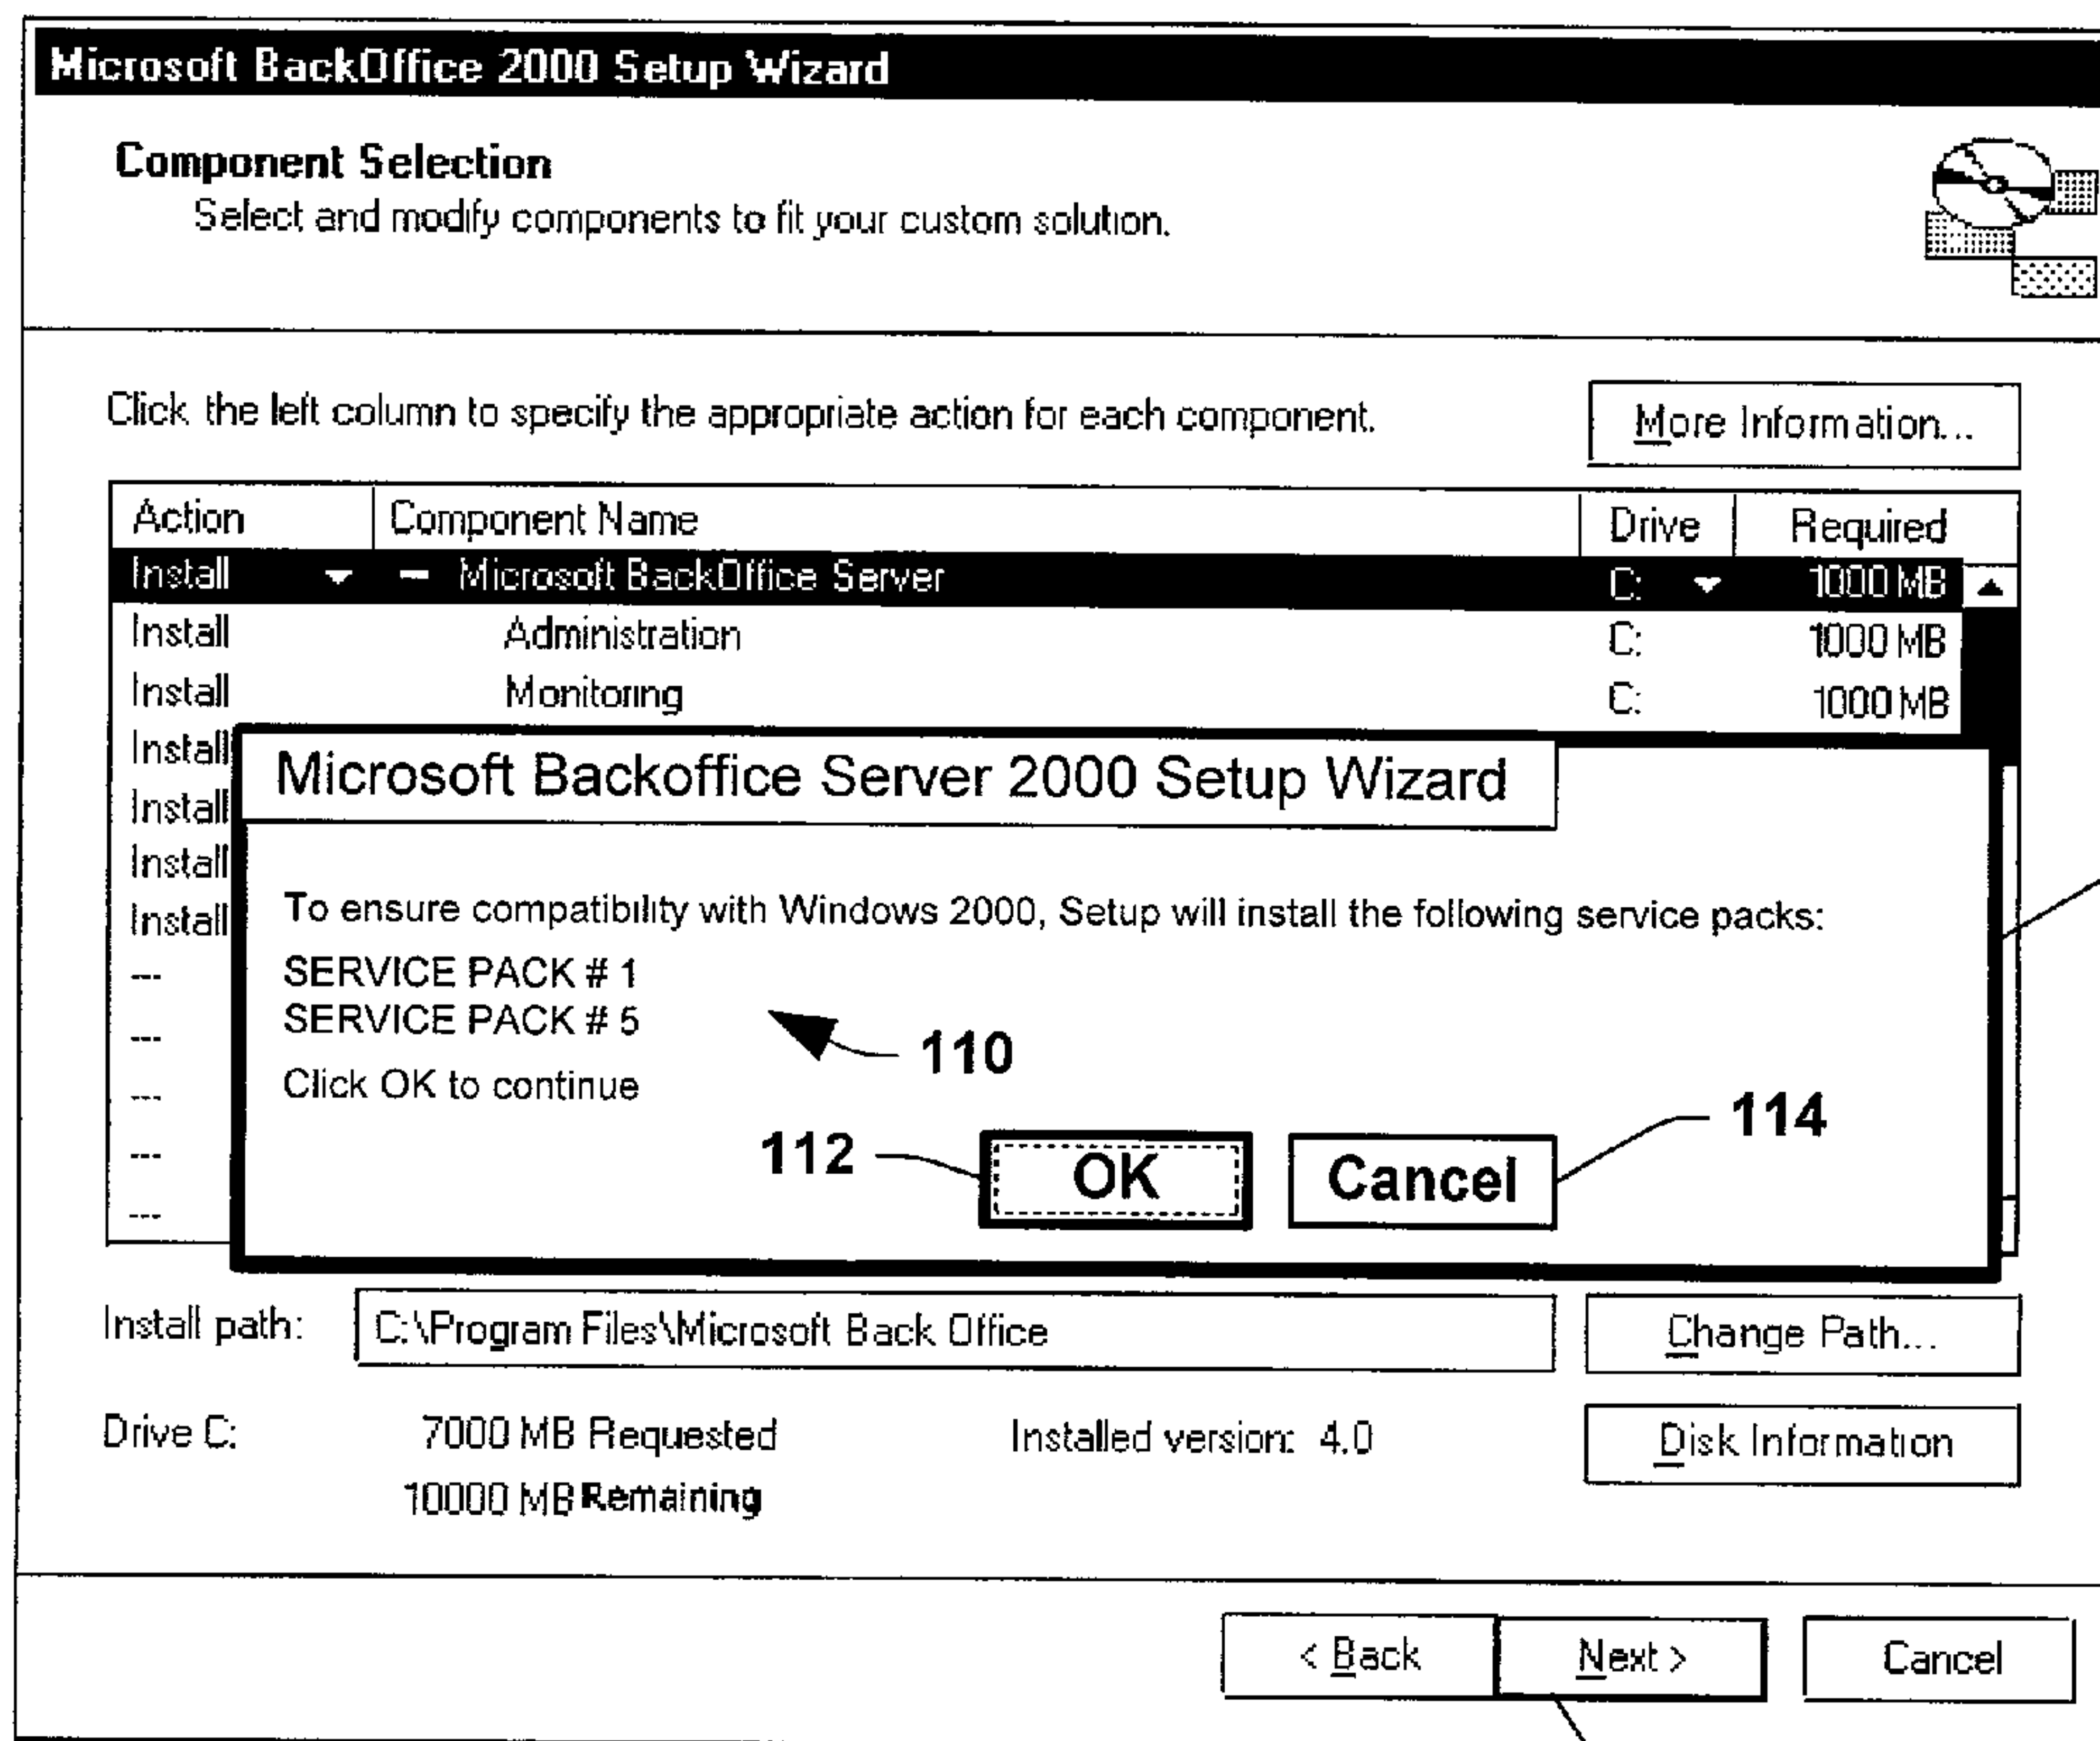 Microsoft BackOffice 2000 Setup Wizard
Component Selection
Select and modify components to fit your custom solution.
Click the left column to specify the appropriate action for each component.
More Information...
Action Component Name Drive Required
Install - Microsoft BackOffice Server C: 1000 MB
Install Administration C: 1000 MB
Install Monitoring C: 1000 MB
Install
Install
Install
Install
---
---
---
---
---
Microsoft Backoffice Server 2000 Setup Wizard
To ensure compatibility with Windows 2000, Setup will install the following service packs:
SERVICE PACK # 1
SERVICE PACK # 5
110
Click OK to continue
112
OK
Cancel
114
Install path: C:\Program Files\Microsoft Back Office
Change Path...
Drive C: 7000 MB Requested Installed version: 4.0
Disk Information
10000 MB Remaining
< Back Next > Cancel